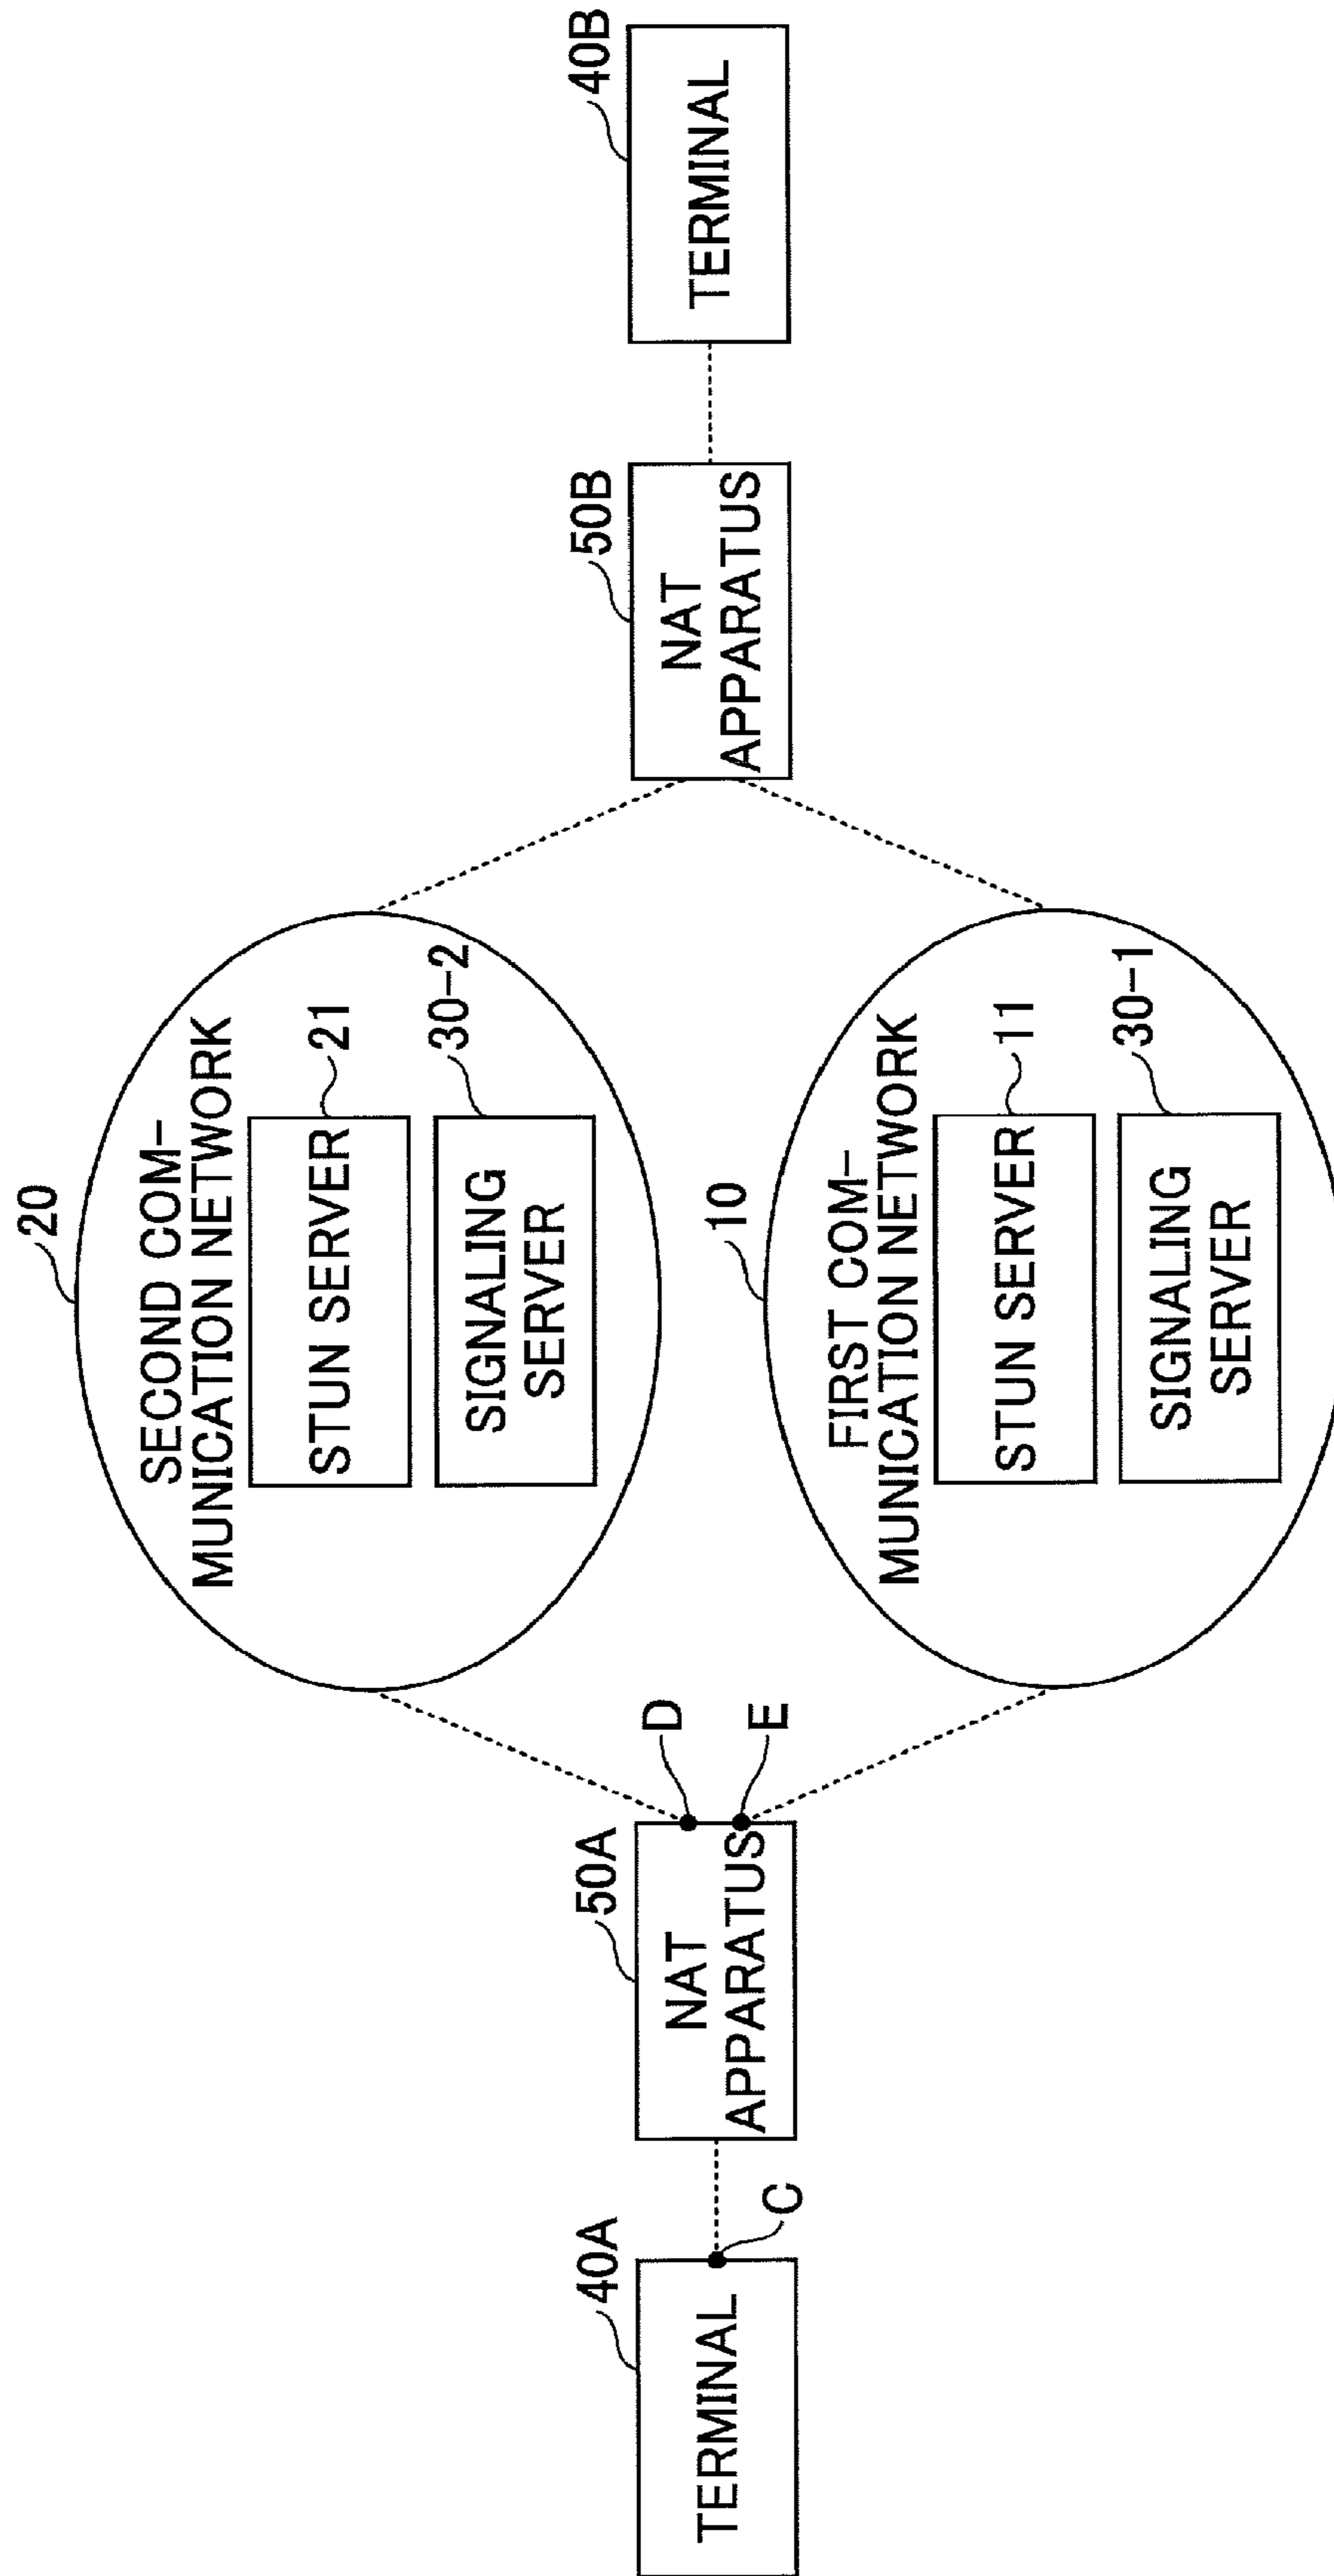 20
SECOND COM-
MUNICATION NETWORK
STUN SERVER
21
SIGNALING
SERVER
30-2
40A
TERMINAL
C
50A
NAT
APPARATUS
D
E
50B
NAT
APPARATUS
40B
TERMINAL
10
FIRST COM-
MUNICATION NETWORK
STUN SERVER
11
SIGNALING
SERVER
30-1